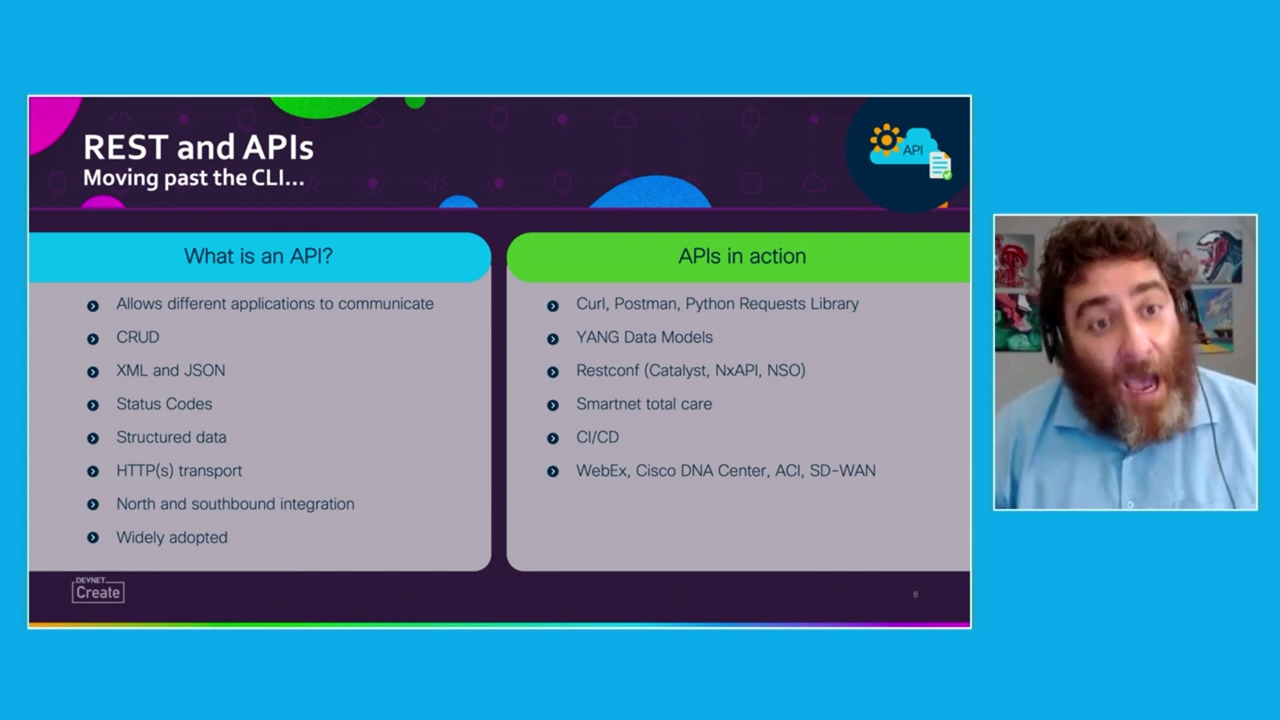 REST and APIs
Moving past the CLI...
API
What is an API?
Allows different applications to communicate
CRUD
XML and JSON
Status Codes
Structured data
HTTP(s) transport
North and southbound integration
Widely adopted
APIs in action
Curl, Postman, Python Requests Library
YANG Data Models
Restconf (Catalyst, NxAPI, NSO)
Smartnet total care
CI/CD
WebEx, Cisco DNA Center, ACI, SD-WAN
DEVNET
Create
8